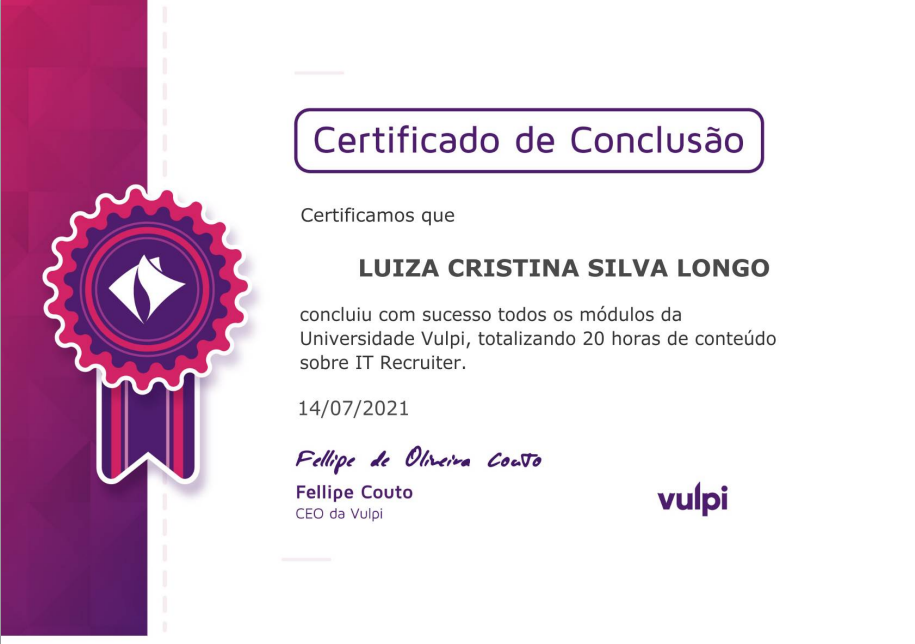 Certificado de Conclusão
Certificamos que
LUIZA CRISTINA SILVA LONGO
concluiu com sucesso todos os módulos da
Universidade Vulpi, totalizando 20 horas de conteúdo
sobre IT Recruiter.
14/07/2021
Fellipe de Oliveira Couto
Fellipe Couto
CEO da Vulpi
vulpi